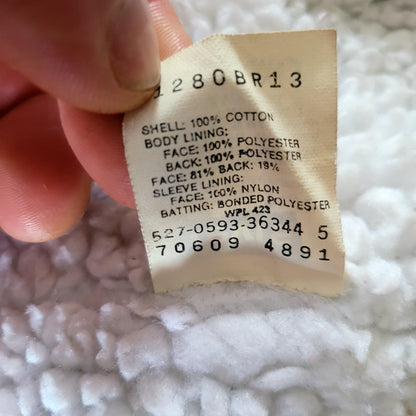 1280BR13
SHELL: 100% COTTON
BODY LINING:
FACE: 100% POLYESTER
BACK: 100% POLYESTER
FACE: 81% BACK: 19%
SLEEVE LINING:
FACE: 100% NYLON
BATTING: BONDED POLYESTER
WPL 423
527-0593-36344 5
70609 4891